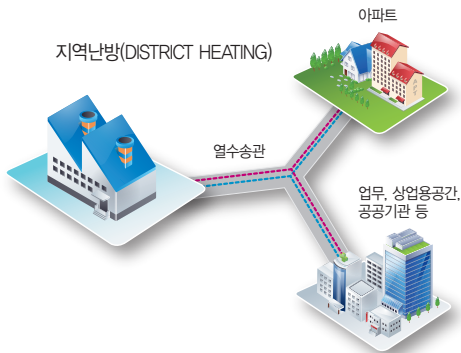 아파트
지역난방(DISTRICT HEATING)
열수송관
업무, 상업용공간,
공공기관 등